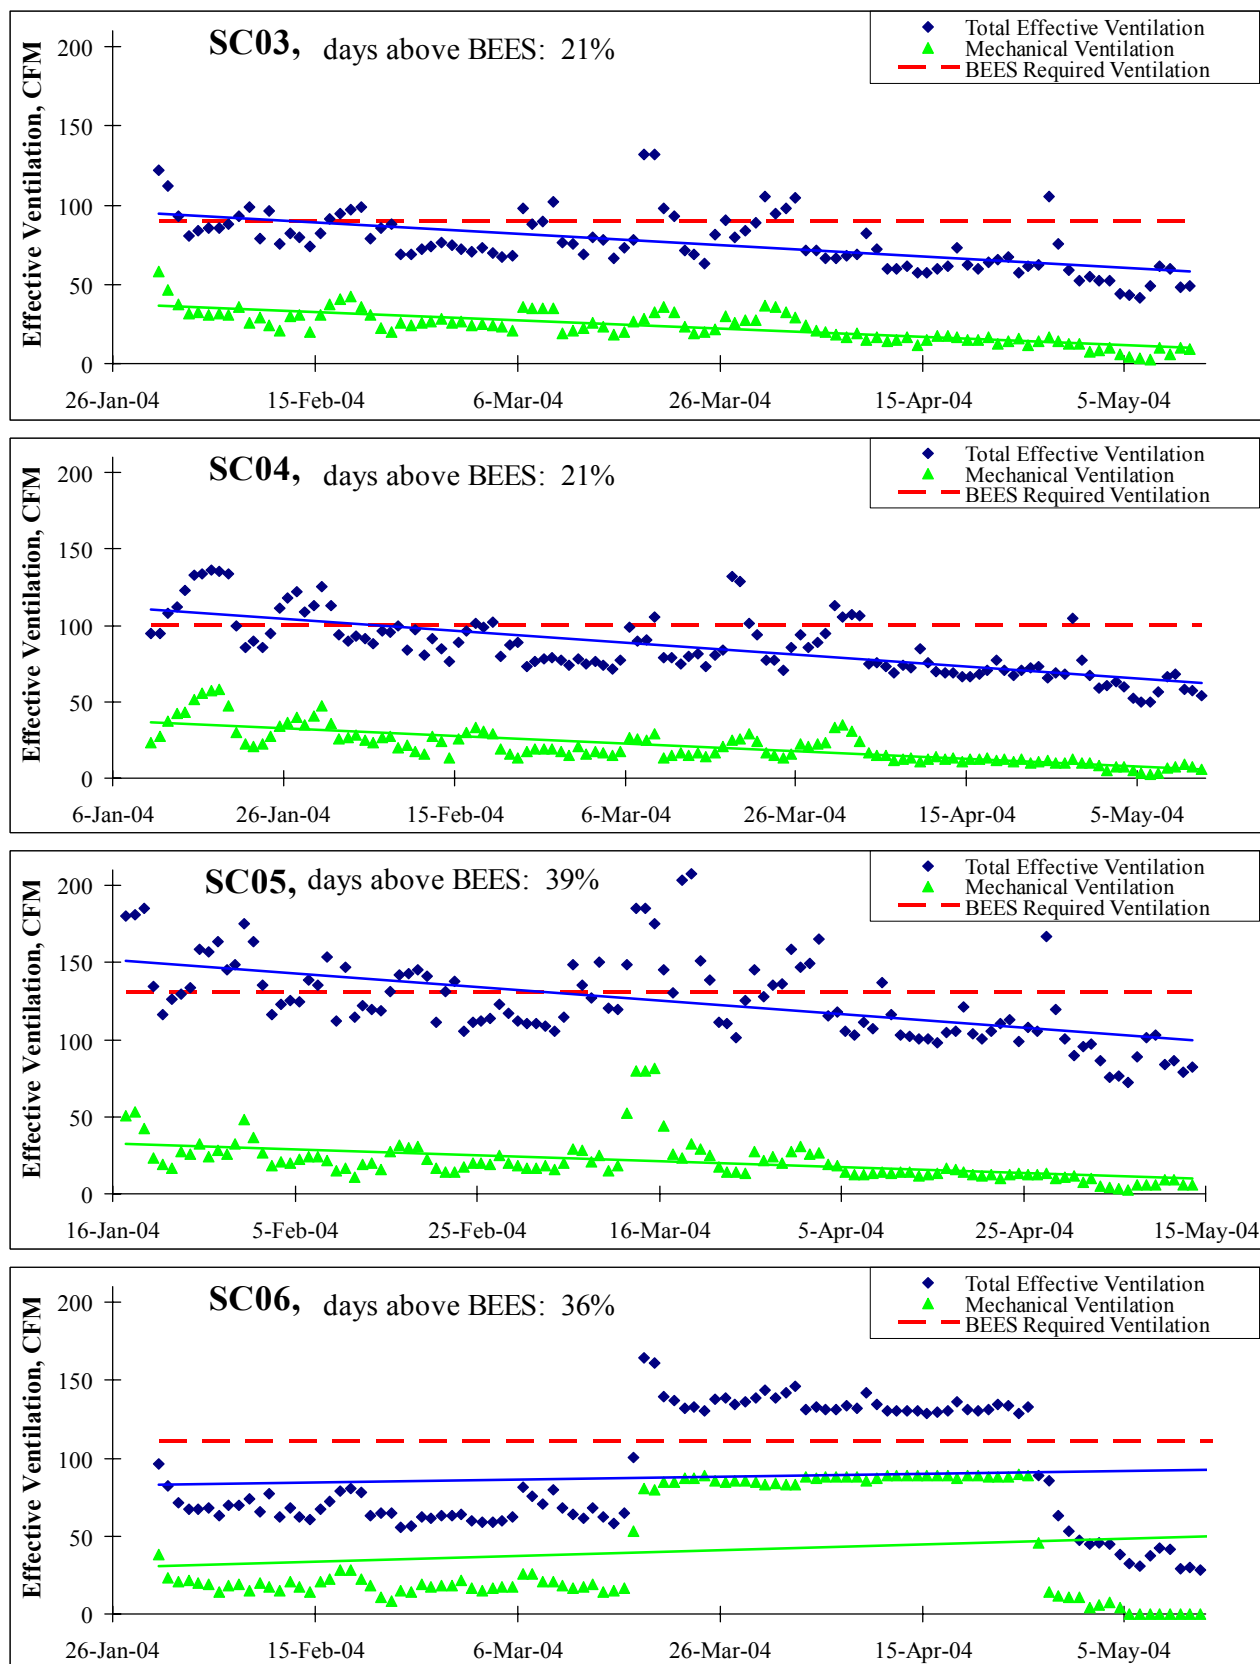 SC03, days above BEES: 21%
Total Effective Ventilation
Mechanical Ventilation
BEES Required Ventilation
Effective Ventilation, CFM
200
150
100
50
0
26-Jan-04 15-Feb-04 6-Mar-04 26-Mar-04 15-Apr-04 5-May-04
SC04, days above BEES: 21%
Total Effective Ventilation
Mechanical Ventilation
BEES Required Ventilation
Effective Ventilation, CFM
200
150
100
50
0
6-Jan-04 26-Jan-04 15-Feb-04 6-Mar-04 26-Mar-04 15-Apr-04 5-May-04
SC05, days above BEES: 39%
Total Effective Ventilation
Mechanical Ventilation
BEES Required Ventilation
Effective Ventilation, CFM
200
150
100
50
0
16-Jan-04 5-Feb-04 25-Feb-04 16-Mar-04 5-Apr-04 25-Apr-04 15-May-04
SC06, days above BEES: 36%
Total Effective Ventilation
Mechanical Ventilation
BEES Required Ventilation
Effective Ventilation, CFM
200
150
100
50
0
26-Jan-04 15-Feb-04 6-Mar-04 26-Mar-04 15-Apr-04 5-May-04